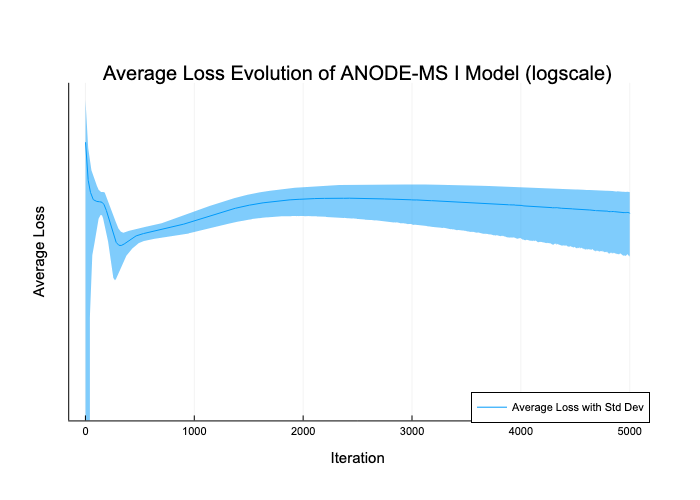 Average Loss Evolution of ANODE-MS I Model (logscale)
Average Loss
Average Loss with Std Dev
0 1000 2000 3000 4000 5000
Iteration